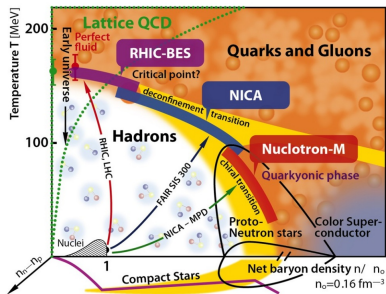 Temperature T [MeV]
200
100
Early universe
Lattice QCD
Perfect
fluid
RHIC-BES
Critical point?
Quarks and Gluons
NICA
deconfinement transition
Hadrons
Nuclotron-M
Quarkyonic phase
chiral transition
RHIC, LHC
FAIR SIS 300
NICA - MPD
Proto-
Neutron stars
Color Super-
conductor
Nuclei
1
nₙ-nₚ
Compact Stars
Net baryon density n/ n₀
n₀=0.16 fm⁻³